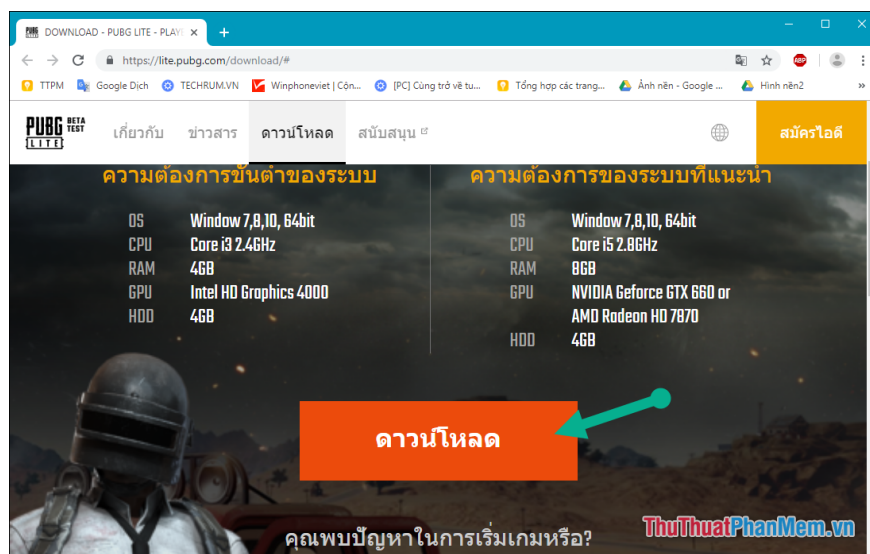 DOWNLOAD - PUBG LITE - PLAY
https://lite.pubg.com/download/#
TTPM Google Dịch TECHRUM.VN Winphoneviet | Cộn... [PC] Cùng trở về tu... Tổng hợp các trang... Ảnh nền - Google ... Hình nền2 »
PUBG LITE BETA TEST เกี่ยวกับ ข่าวสาร ดาวน์โหลด สนับสนุน สมัครไอดี
ความต้องการขั้นต่ำของระบบ
OS Window 7,8,10, 64bit
CPU Core i3 2.4GHz
RAM 4GB
GPU Intel HD Graphics 4000
HDD 4GB
ความต้องการของระบบที่แนะนำ
OS Window 7,8,10, 64bit
CPU Core i5 2.8GHz
RAM 8GB
GPU NVIDIA Geforce GTX 660 or
AMD Radeon HD 7870
HDD 4GB
ดาวน์โหลด
คุณพบปัญหาในการเริ่มเกมหรือ?
ThuThuatPhanMem.vn